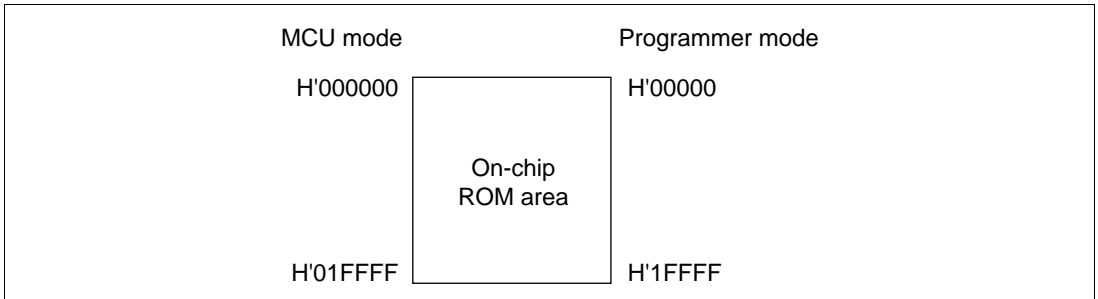 MCU mode Programmer mode
H'000000 H'00000
On-chip
ROM area
H'01FFFF H'1FFFF